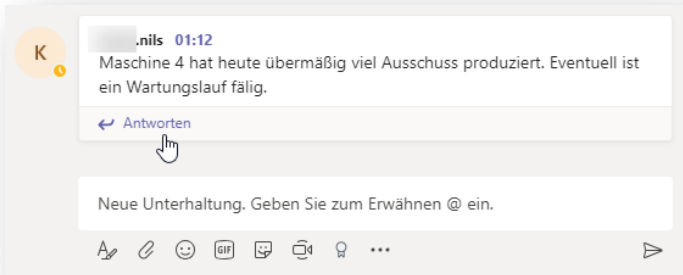 K
.nils 01:12
Maschine 4 hat heute übermäßig viel Ausschuss produziert. Eventuell ist
ein Wartungslauf fälig.
Antworten
Neue Unterhaltung. Geben Sie zum Erwähnen @ ein.
GIF